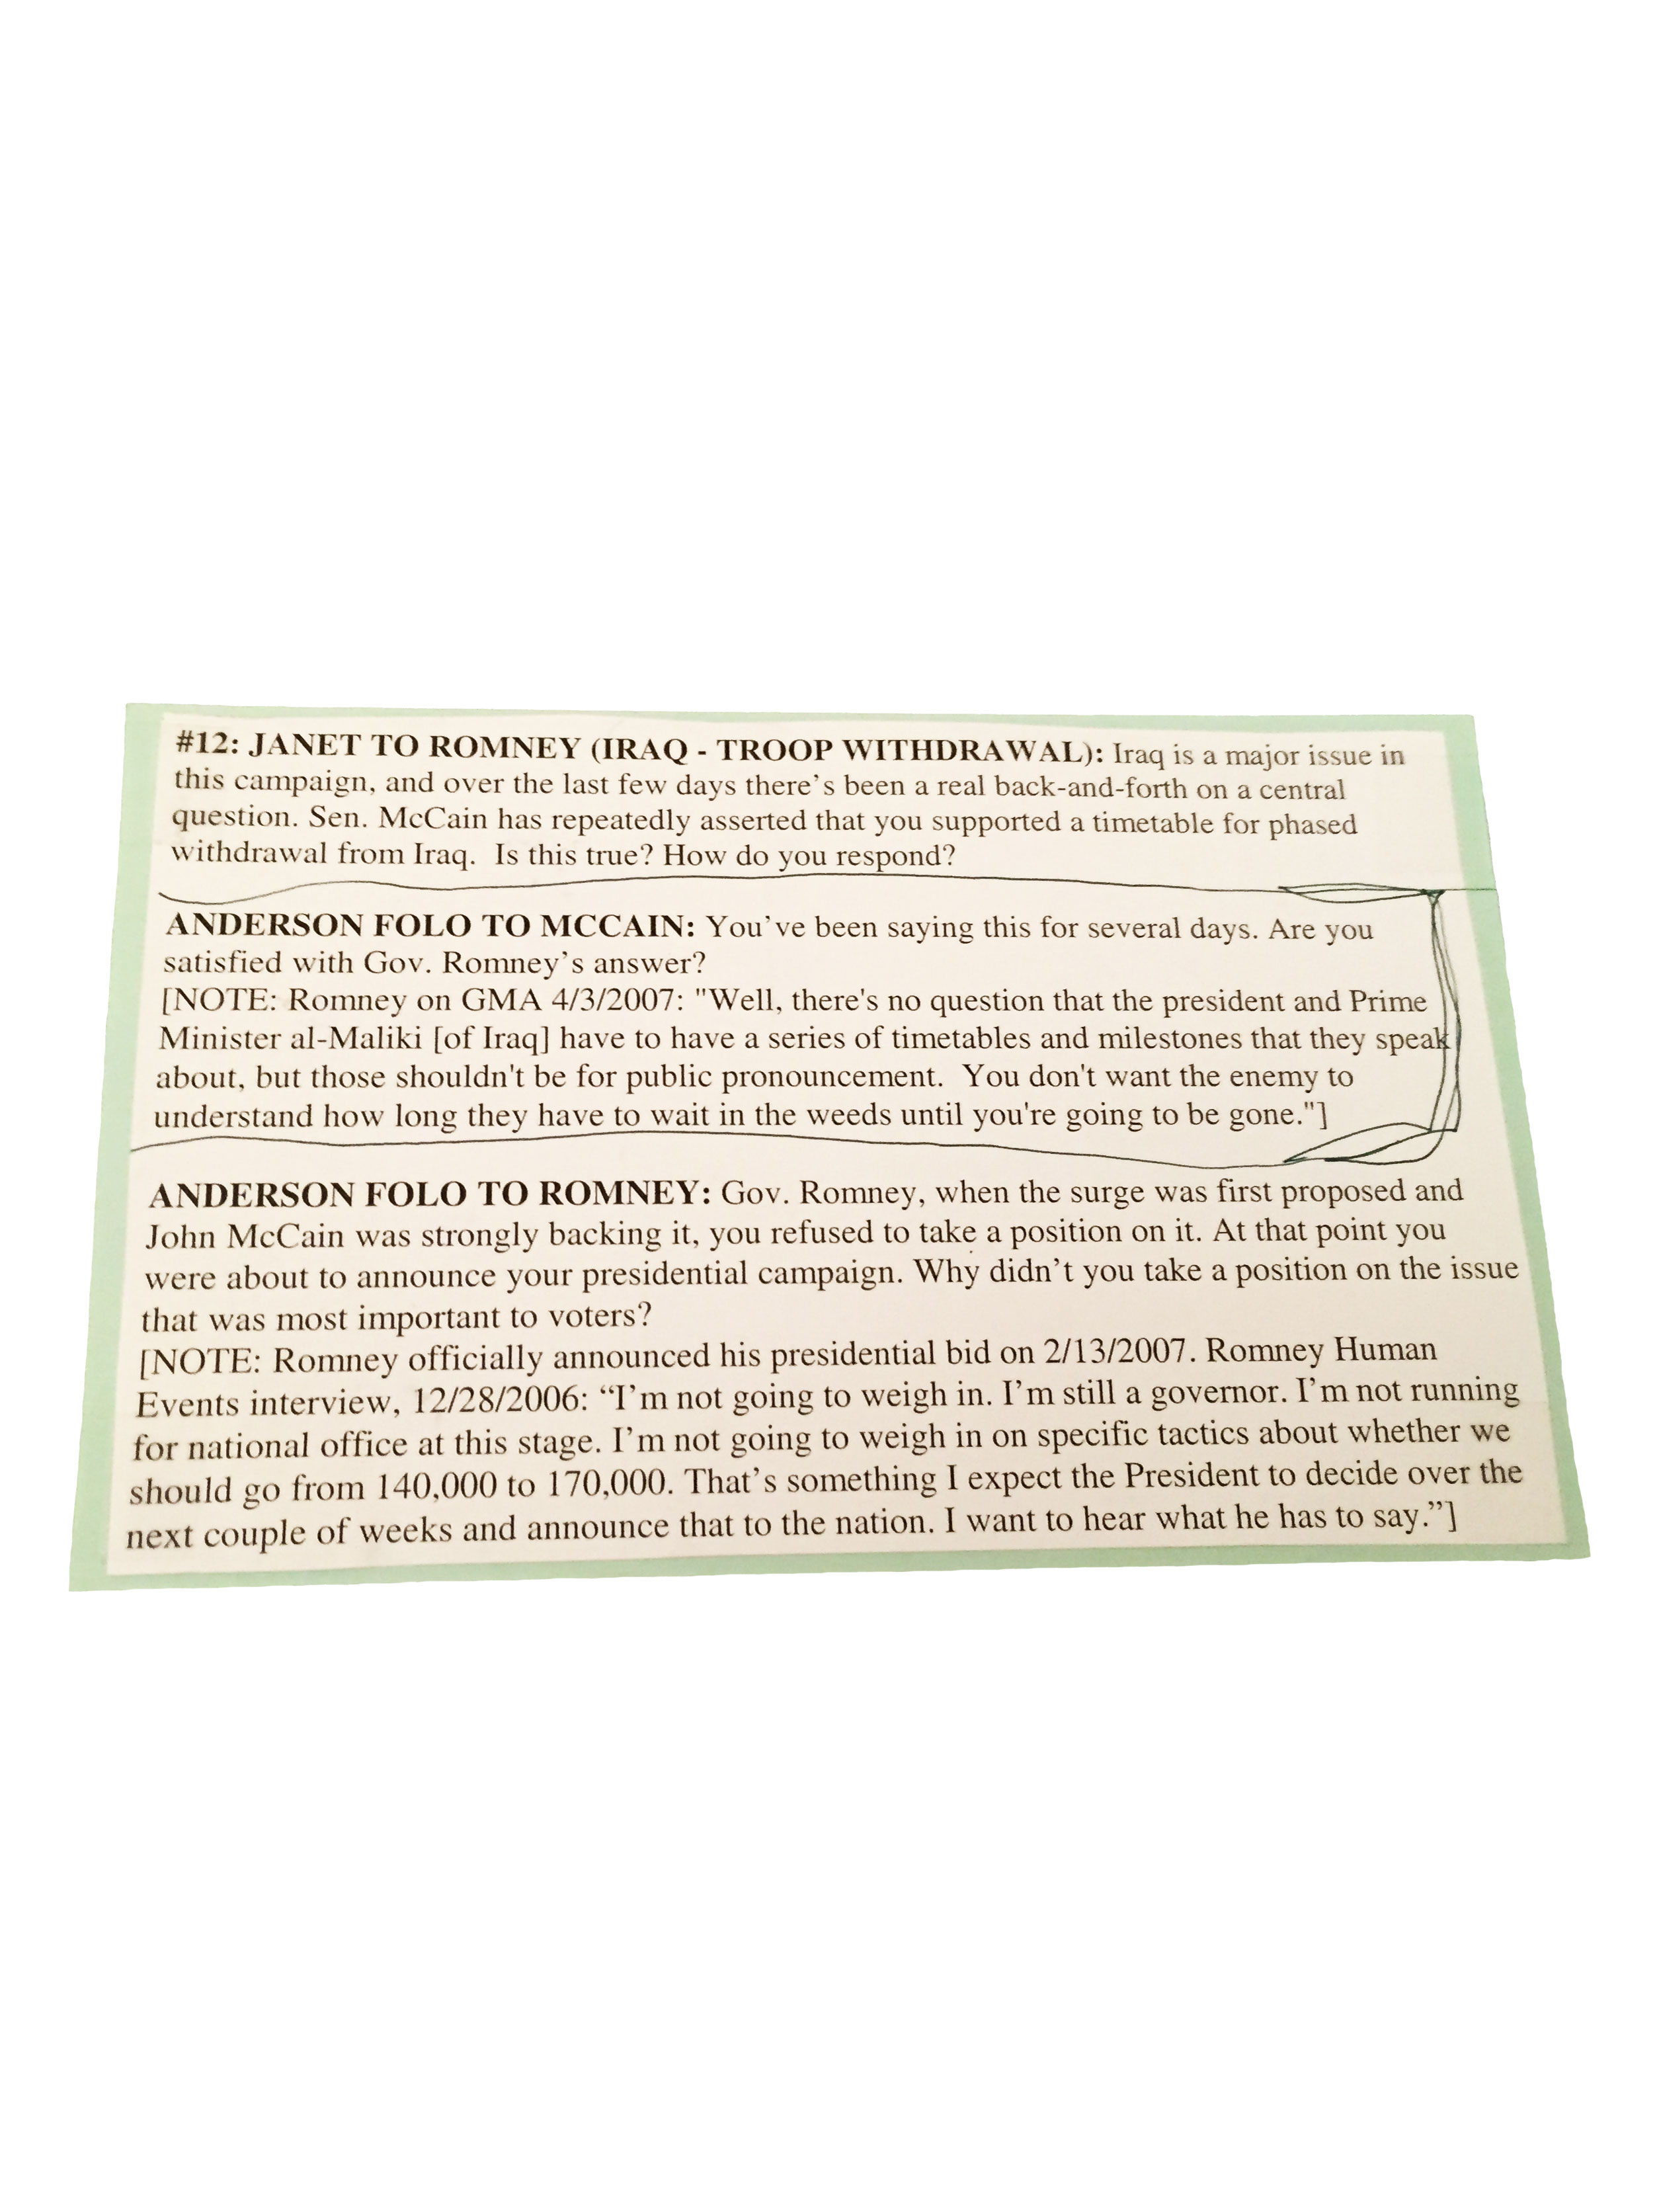 #12: JANET TO ROMNEY (IRAQ - TROOP WITHDRAWAL): Iraq is a major issue in
this campaign, and over the last few days there’s been a real back-and-forth on a central
question. Sen. McCain has repeatedly asserted that you supported a timetable for phased
withdrawal from Iraq.  Is this true? How do you respond?
ANDERSON FOLO TO MCCAIN: You’ve been saying this for several days. Are you
satisfied with Gov. Romney’s answer?
[NOTE: Romney on GMA 4/3/2007: "Well, there's no question that the president and Prime
Minister al-Maliki [of Iraq] have to have a series of timetables and milestones that they speak
about, but those shouldn't be for public pronouncement.  You don't want the enemy to
understand how long they have to wait in the weeds until you're going to be gone."]
ANDERSON FOLO TO ROMNEY: Gov. Romney, when the surge was first proposed and
John McCain was strongly backing it, you refused to take a position on it. At that point you
were about to announce your presidential campaign. Why didn’t you take a position on the issue
that was most important to voters?
[NOTE: Romney officially announced his presidential bid on 2/13/2007. Romney Human
Events interview, 12/28/2006: “I’m not going to weigh in. I’m still a governor. I’m not running
for national office at this stage. I’m not going to weigh in on specific tactics about whether we
should go from 140,000 to 170,000. That’s something I expect the President to decide over the
next couple of weeks and announce that to the nation. I want to hear what he has to say.”]